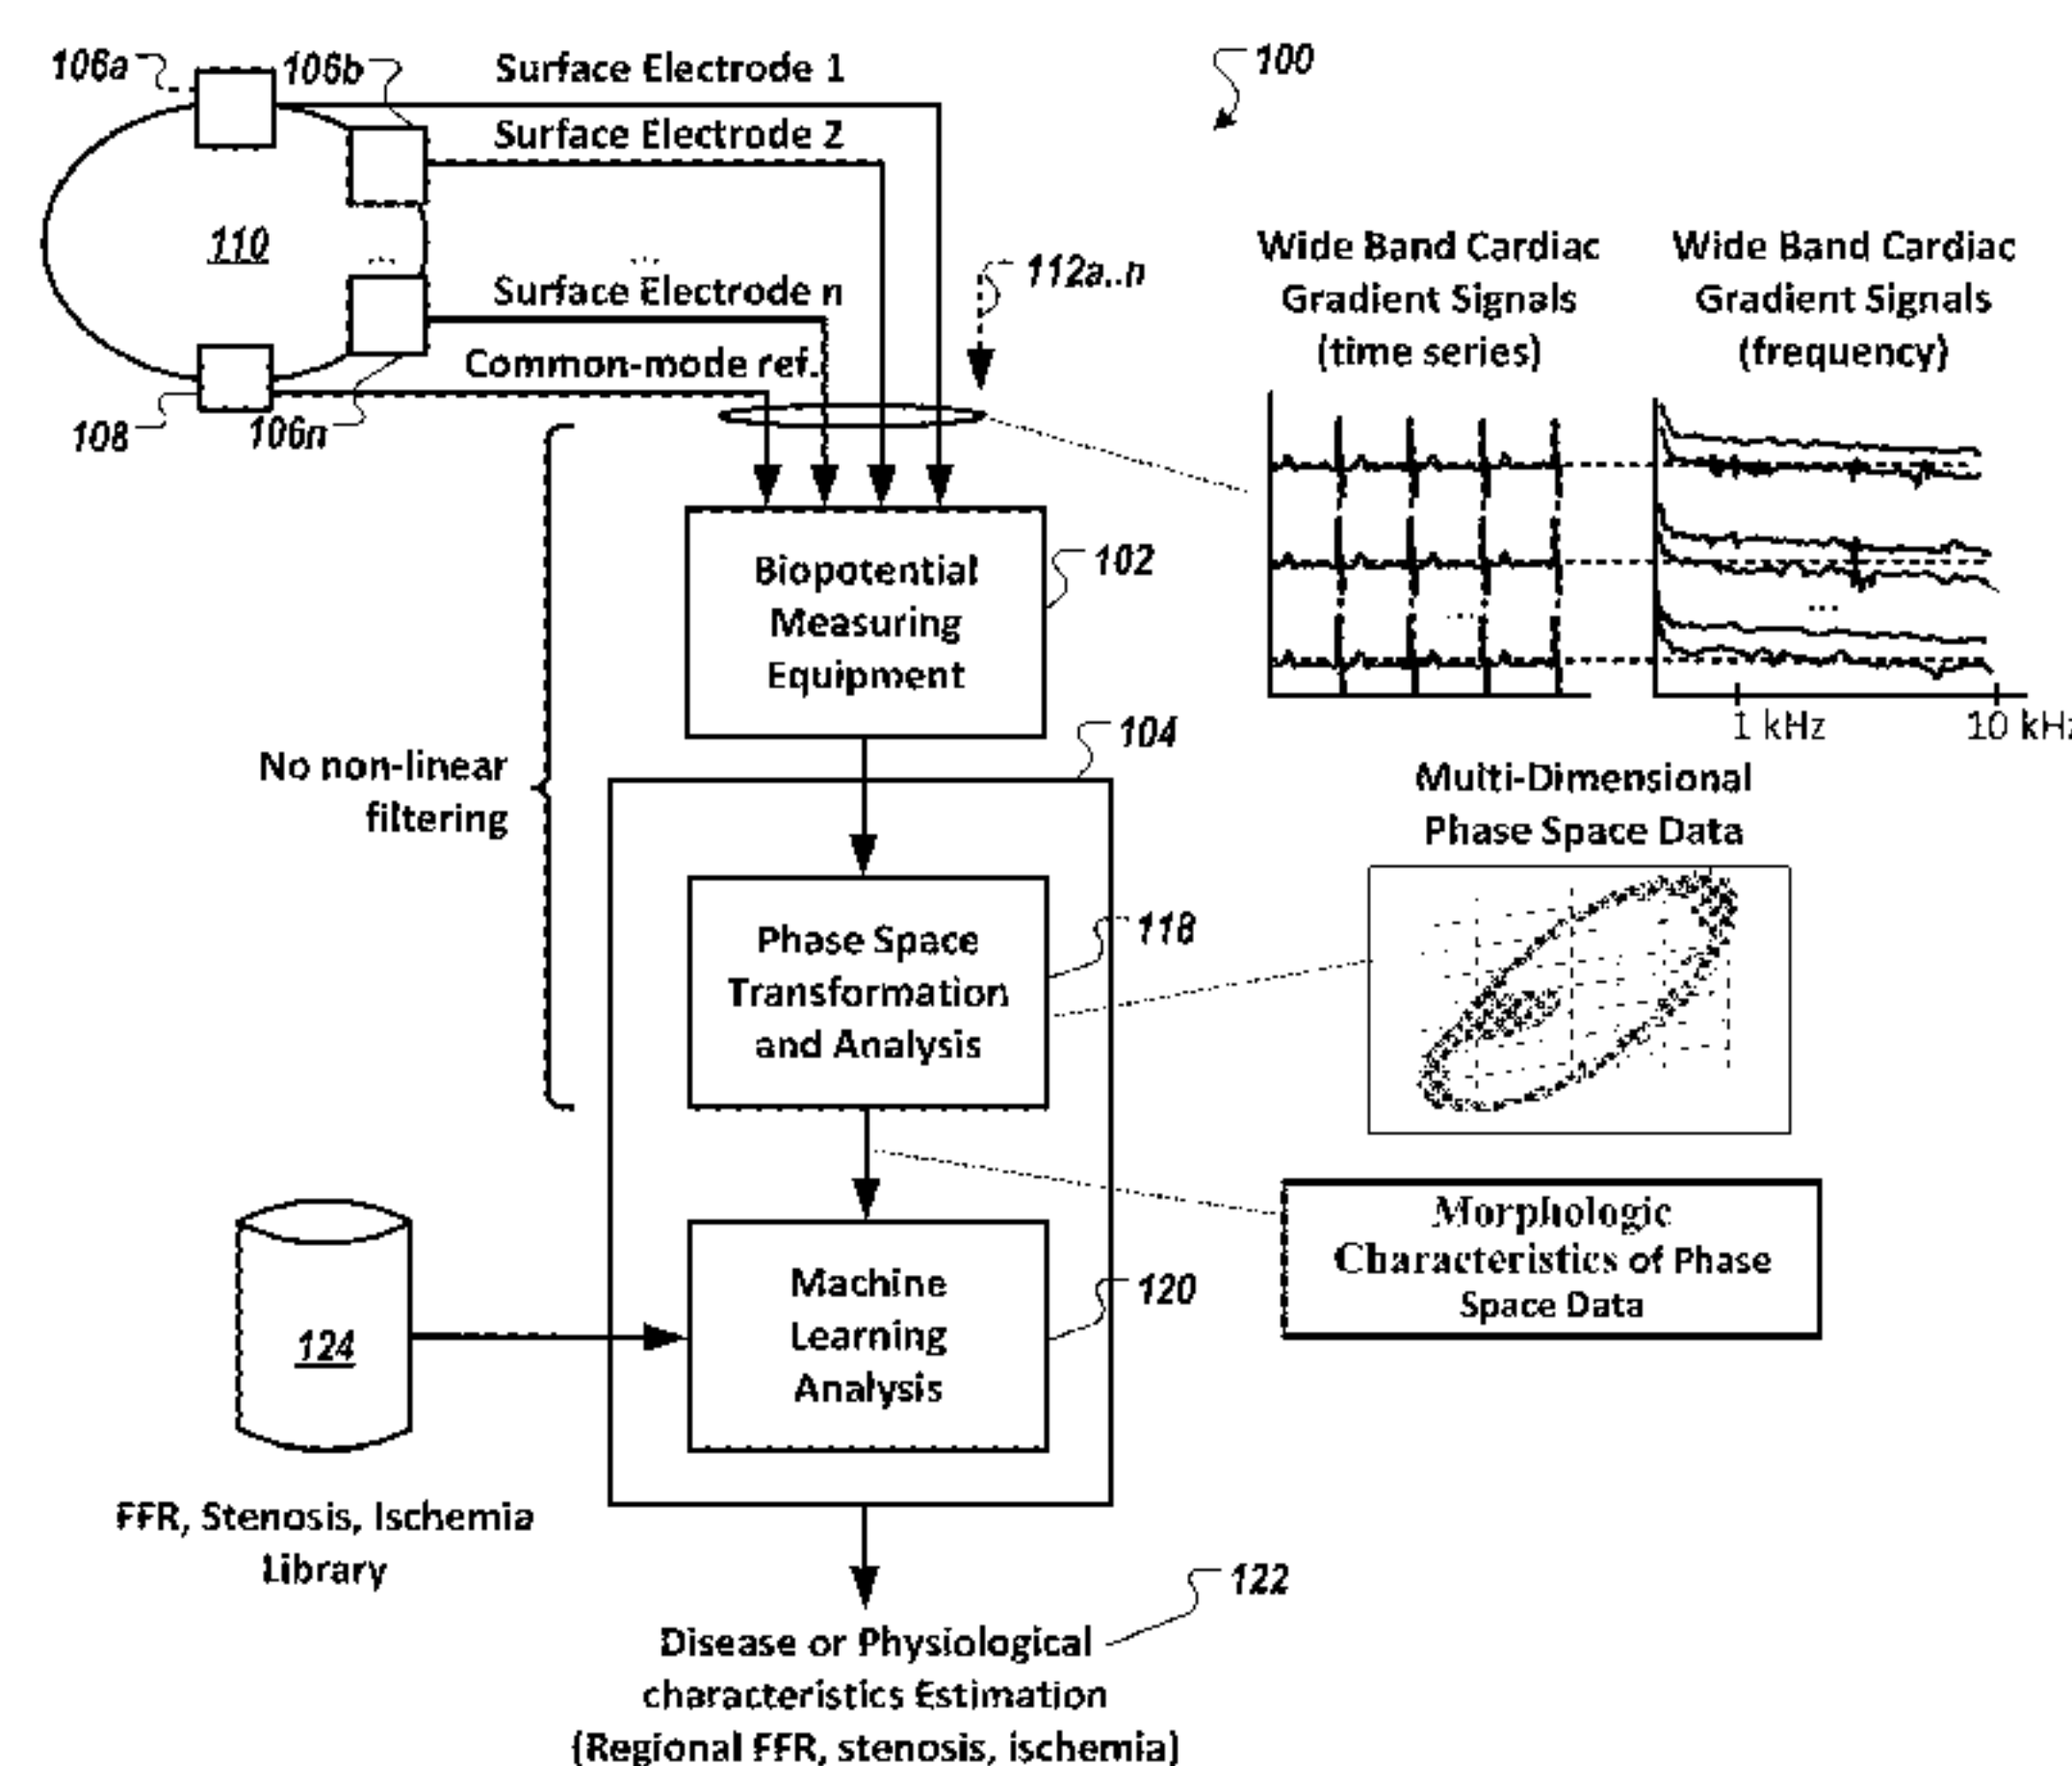 106a
106b
Surface Electrode 1
100
Surface Electrode 2
110
...
...
Surface Electrode n
112a..n
Common-mode ref.
108
106n
Wide Band Cardiac
Gradient Signals
(time series)
Wide Band Cardiac
Gradient Signals
(frequency)
...
...
1 kHz
10 kHz
Biopotential
Measuring
Equipment
102
104
No non-linear
filtering
Multi-Dimensional
Phase Space Data
Phase Space
Transformation
and Analysis
118
Morphologic
Characteristics of Phase
Space Data
Machine
Learning
Analysis
120
124
FFR, Stenosis, Ischemia
Library
122
Disease or Physiological
characteristics Estimation
(Regional FFR, stenosis, ischemia)